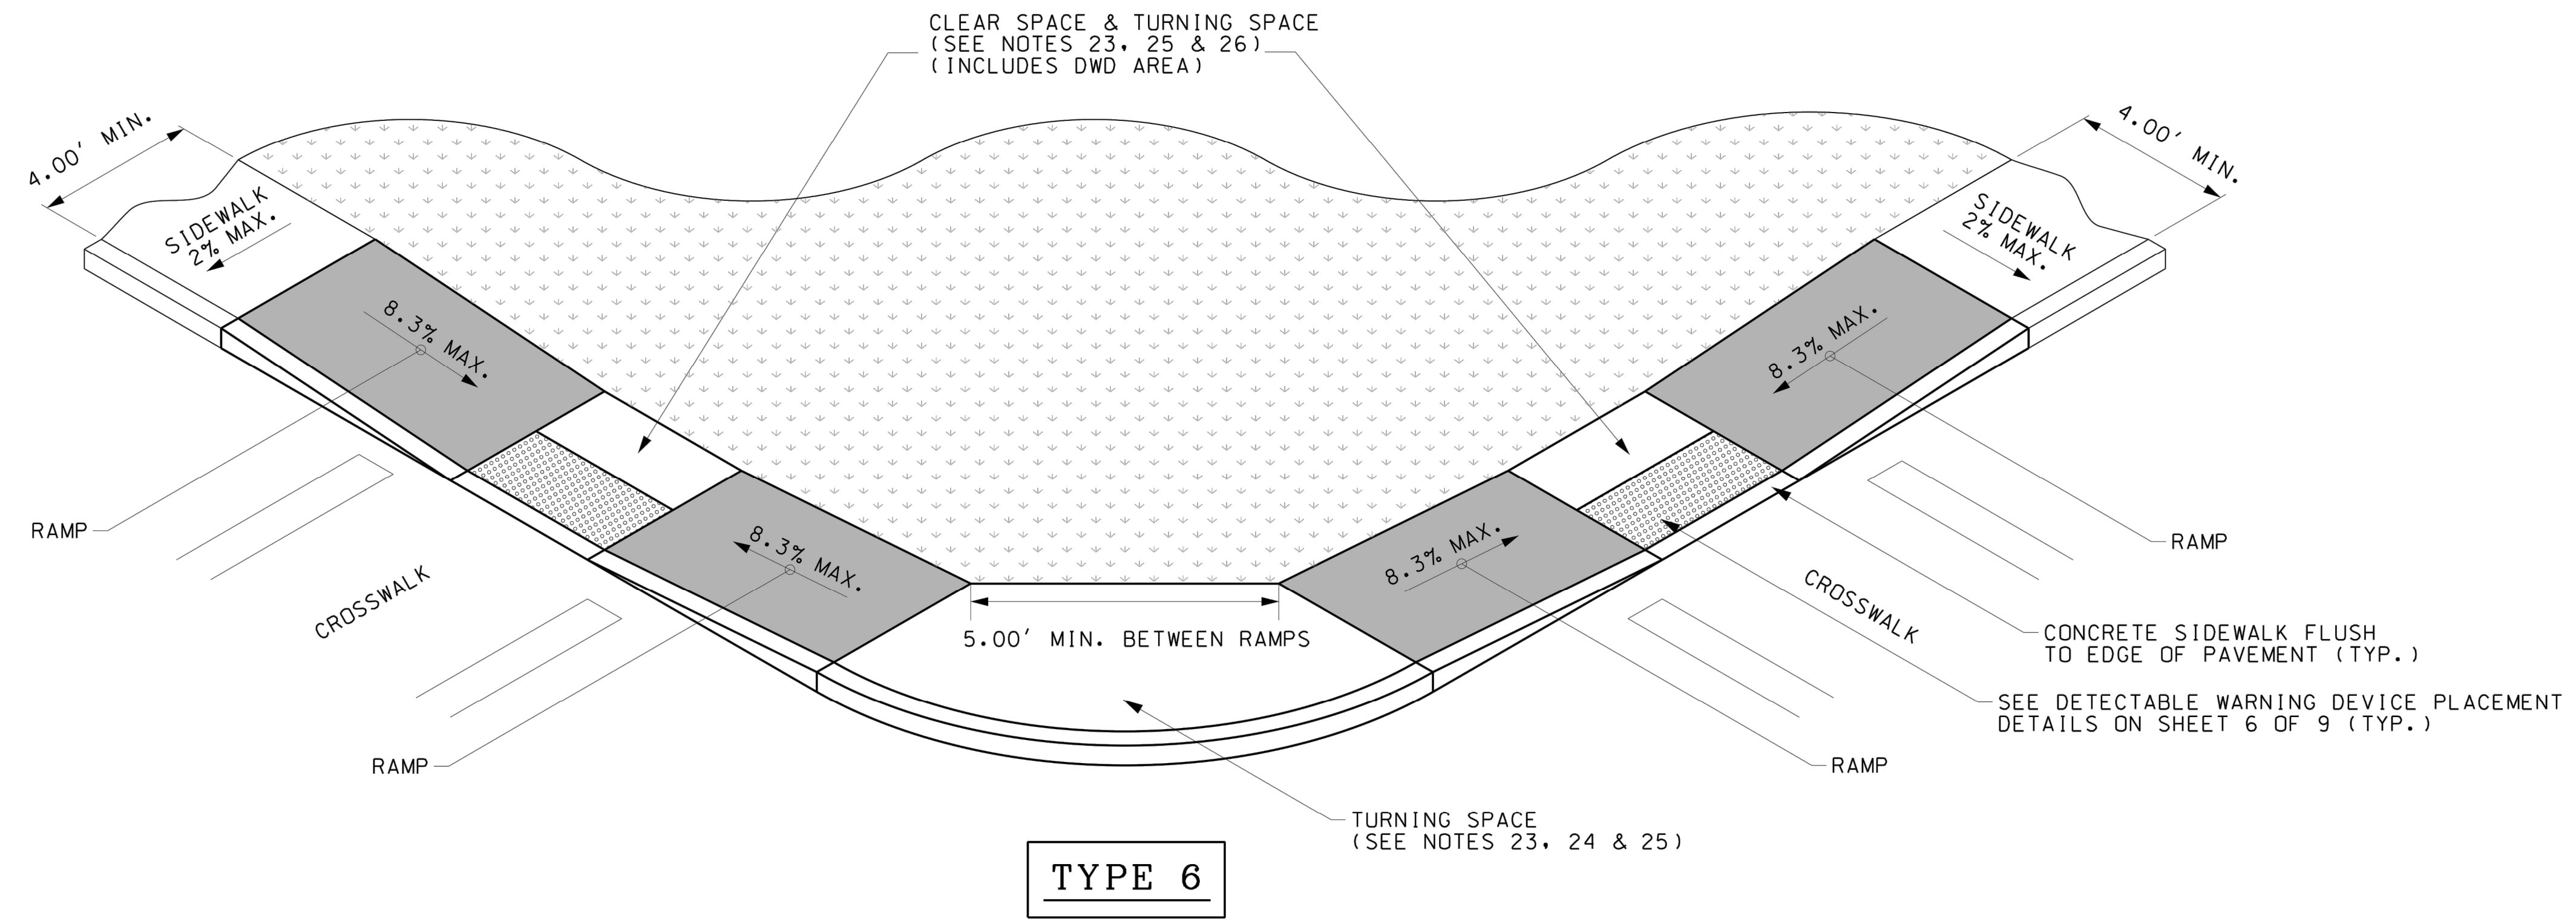 CLEAR SPACE & TURNING SPACE
(SEE NOTES 23, 25 & 26)
(INCLUDES DWD AREA)
4.00' MIN.
4.00' MIN.
SIDEWALK
2% MAX.
SIDEWALK
2% MAX.
8.3% MAX.
8.3% MAX.
8.3% MAX.
8.3% MAX.
RAMP
RAMP
CROSSWALK
CROSSWALK
5.00' MIN. BETWEEN RAMPS
CONCRETE SIDEWALK FLUSH
TO EDGE OF PAVEMENT (TYP.)
SEE DETECTABLE WARNING DEVICE PLACEMENT
DETAILS ON SHEET 6 OF 9 (TYP.)
RAMP
RAMP
TURNING SPACE
(SEE NOTES 23, 24 & 25)
TYPE 6